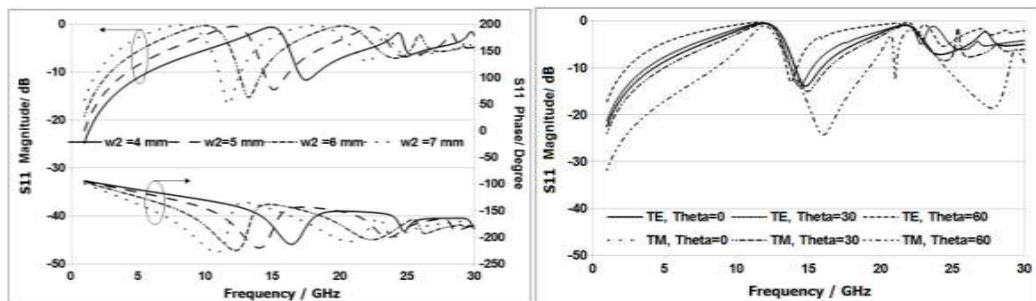 0
-10
-20
-30
-40
-50
S11 Magnitude/ dB
200
150
100
50
0
-50
-100
-150
-200
-250
S11 Phase/ Degree
w2 =4 mm w2=5 mm w2 =6 mm w2 =7 mm
0 5 10 15 20 25 30
Frequency / GHz
0
-10
-20
-30
-40
-50
S11 Magnitude/ dB
TE, Theta=0 TE, Theta=30 TE, Theta=60
TM, Theta=0 TM, Theta=30 TM, Theta=60
0 5 10 15 20 25 30
Frequency / GHz